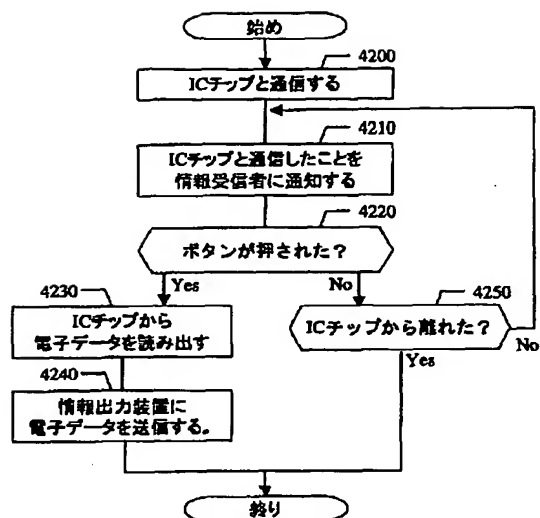 始め
4200
ICチップと通信する
4210
ICチップと通信したことを
情報受信者に通知する
4220
ボタンが押された?
Yes
No
4230
ICチップから
電子データを読み出す
4250
ICチップから離れた?
No
Yes
4240
情報出力装置に
電子データを送信する。
終り